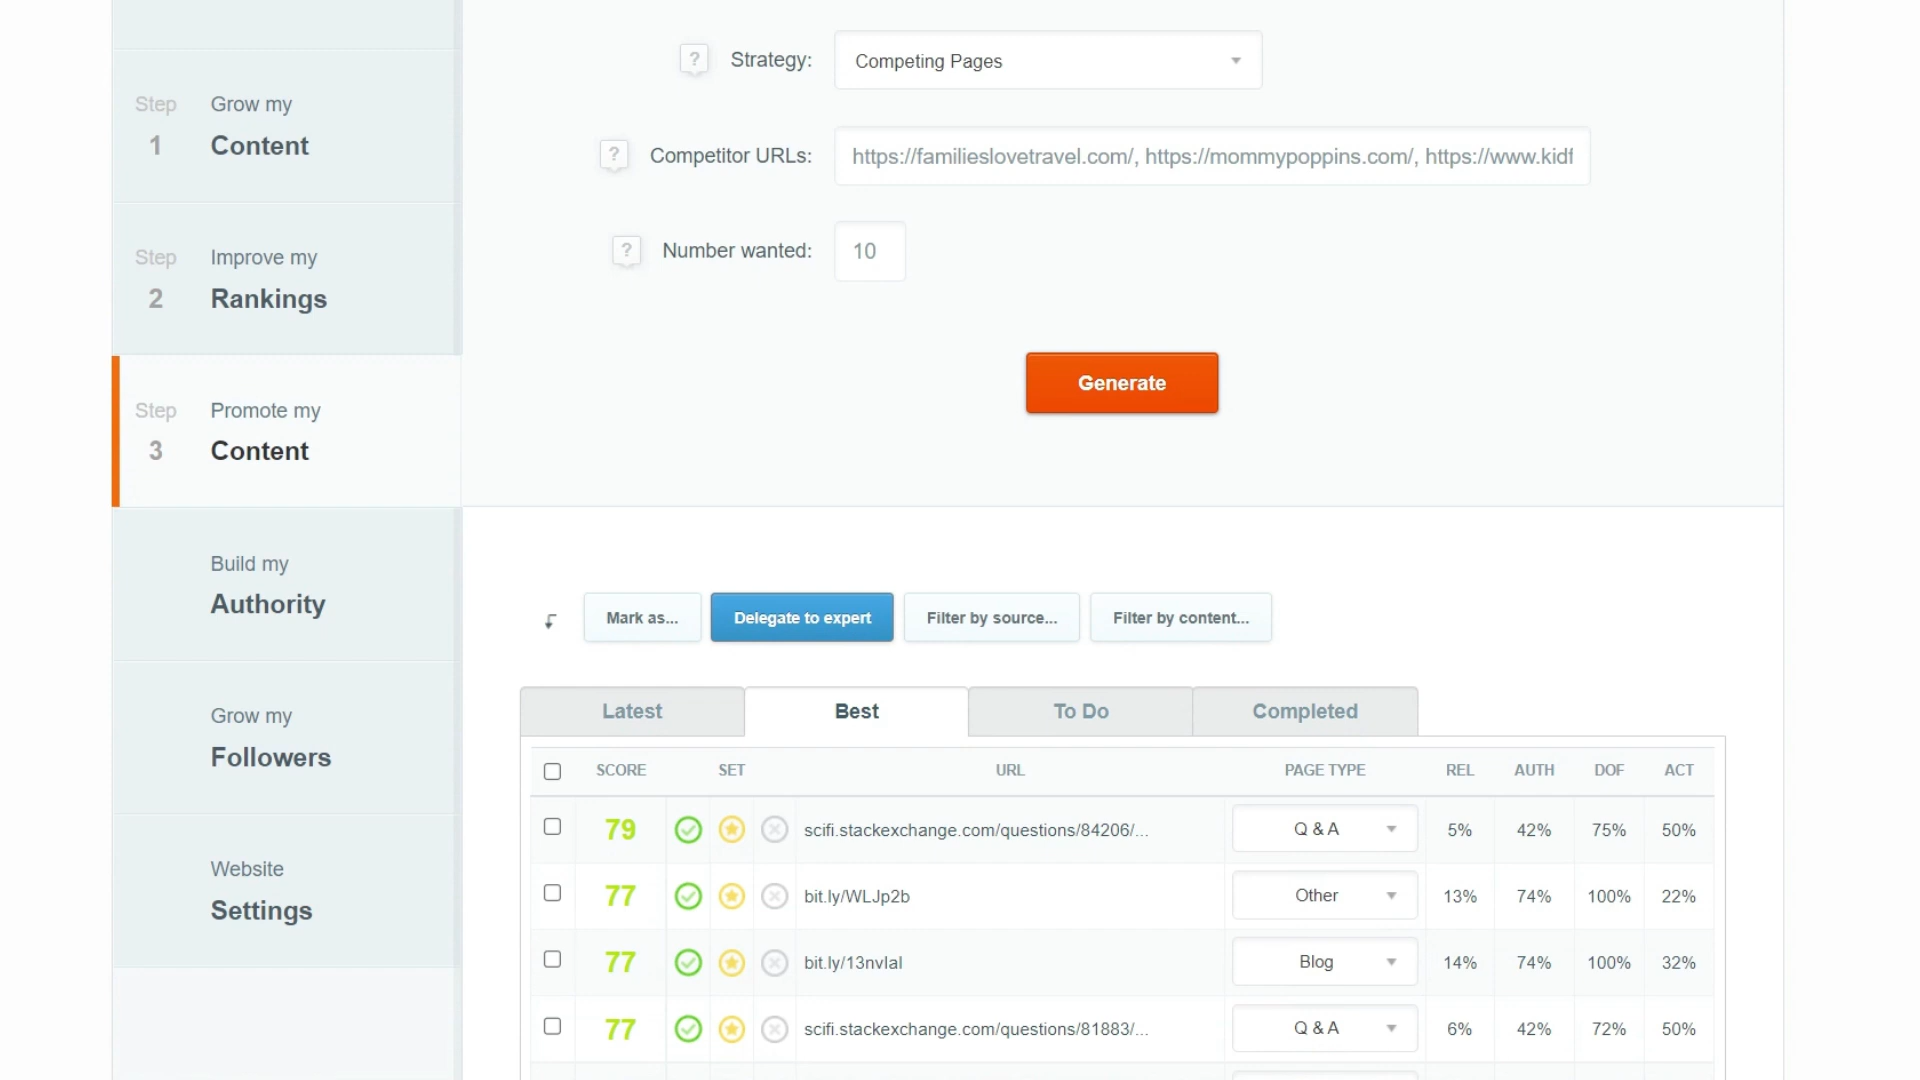 ? Strategy: Competing Pages
Step 1 Grow my Content
? Competitor URLs: https://familieslovetravel.com/, https://mommypoppins.com/, https://www.kidf
? Number wanted: 10
Step 2 Improve my Rankings
Generate
Step 3 Promote my Content
Build my Authority
Grow my Followers
Website Settings
Mark as... Delegate to expert Filter by source... Filter by content...
Latest Best To Do Completed
SCORE SET URL PAGE TYPE REL AUTH DOF ACT
79 scifi.stackexchange.com/questions/84206/... Q & A 5% 42% 75% 50%
77 bit.ly/WLJp2b Other 13% 74% 100% 22%
77 Blog 14% 74% 100% 32%
77 scifi.stackexchange.com/questions/81883/... Q & A 6% 42% 72% 50%